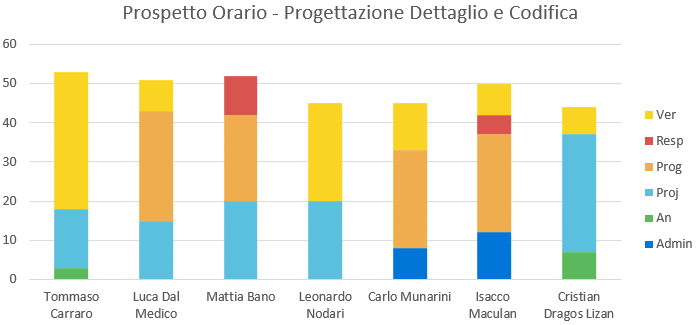 Prospetto Orario - Progettazione Dettaglio e Codifica
60
50
40
30
20
10
0
Ver
Resp
Prog
Proj
An
Admin
Tommaso
Carraro
Luca Dal
Medico
Mattia Bano
Leonardo
Nodari
Carlo Munarini
Isacco
Maculan
Cristian
Dragos Lizan